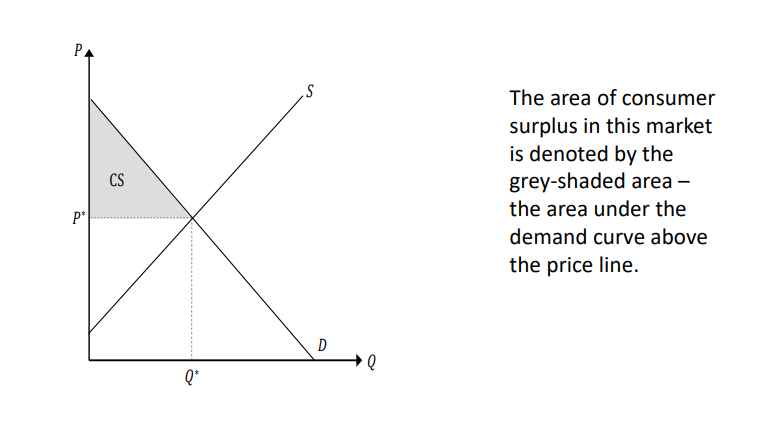 P
S
CS
P*
D
Q
Q*
The area of consumer
surplus in this market
is denoted by the
grey-shaded area –
the area under the
demand curve above
the price line.